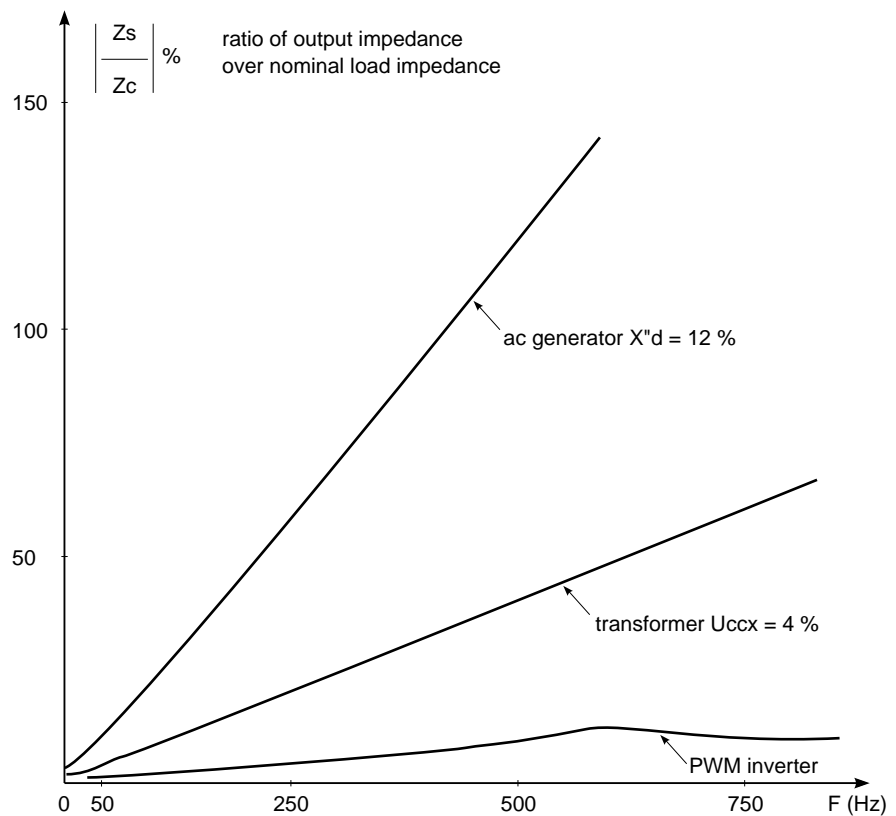 Zs
Zc
%
ratio of output impedance
over nominal load impedance
150
100
ac generator X"d = 12 %
50
transformer Uccx = 4 %
PWM inverter
0 50 250 500 750 F (Hz)